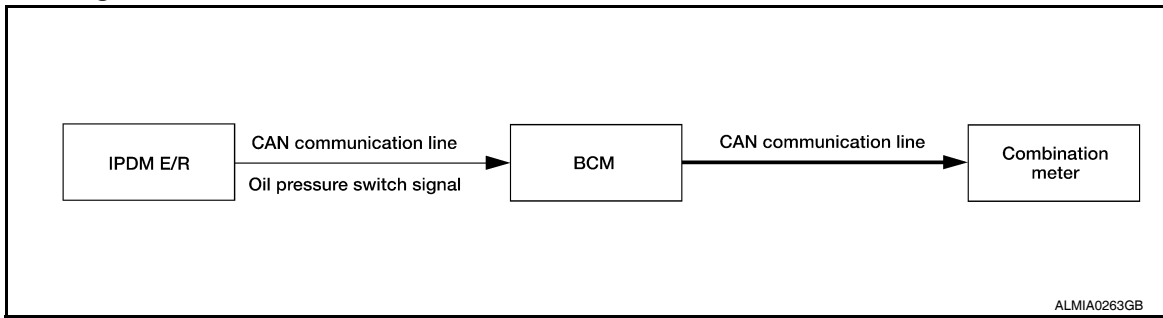 IPDM E/R
CAN communication line
Oil pressure switch signal
BCM
CAN communication line
Combination
meter
ALMIA0263GB